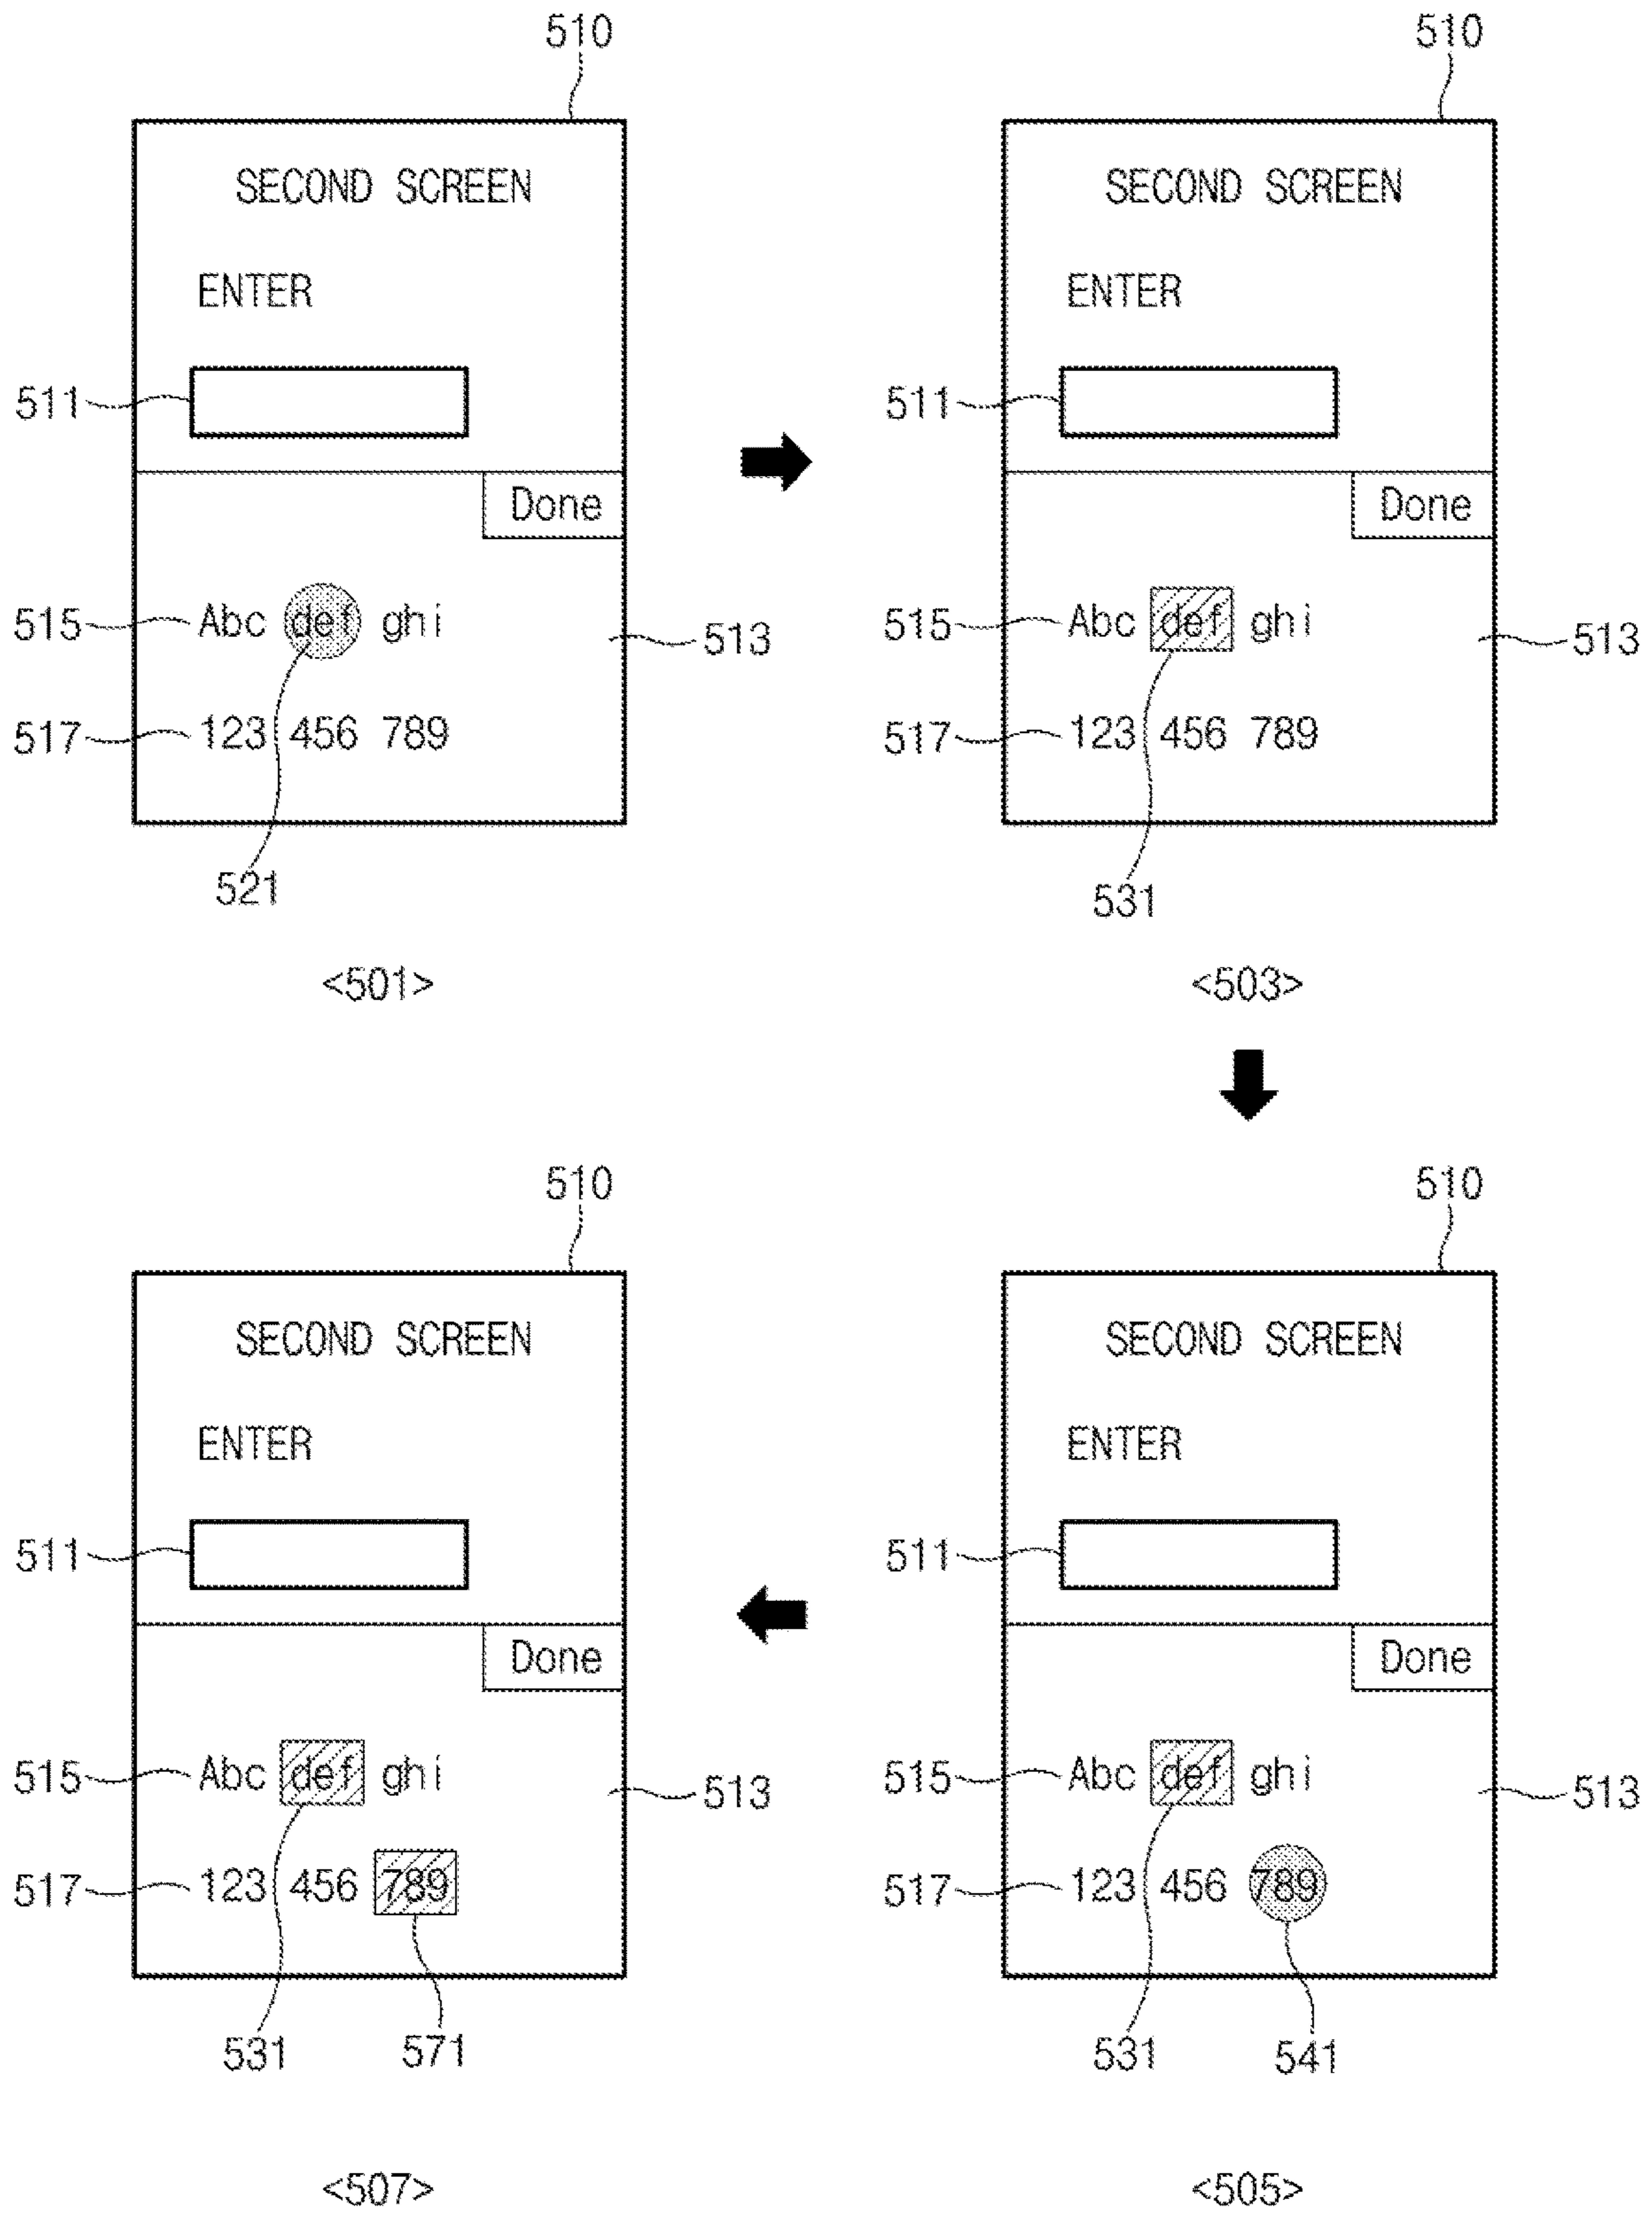 510
SECOND SCREEN
ENTER
511
Done
515 Abc def ghi
513
517 123 456 789
521
<501>
510
SECOND SCREEN
ENTER
511
Done
515 Abc def ghi
513
517 123 456 789
531
<503>
510
SECOND SCREEN
ENTER
511
Done
515 Abc def ghi
513
517 123 456 789
531 541
<505>
510
SECOND SCREEN
ENTER
511
Done
515 Abc def ghi
513
517 123 456 789
531 571
<507>